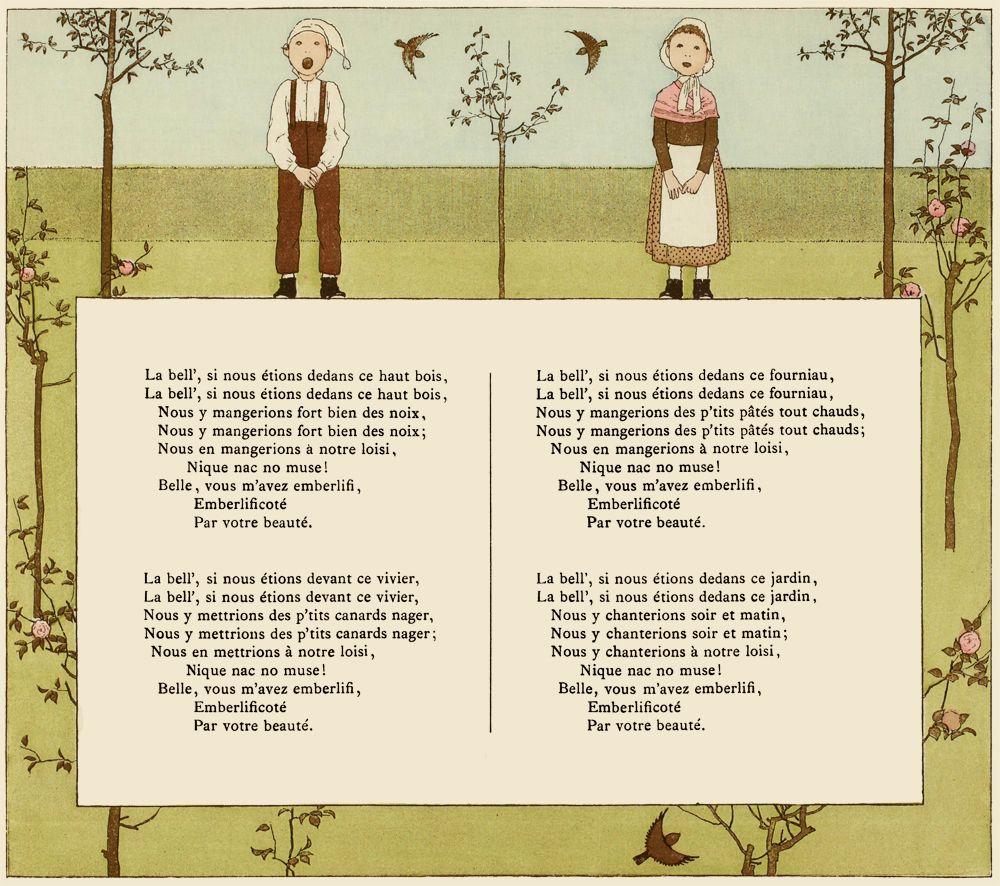 La bell', si nous étions dedans ce haut bois,
La bell', si nous étions dedans ce haut bois,
Nous y mangerions fort bien des noix,
Nous y mangerions fort bien des noix;
Nous en mangerions à notre loisi,
Nique nac no muse!
Belle, vous m'avez emberlifi,
Emberlificoté
Par votre beauté.
La bell', si nous étions devant ce vivier,
La bell', si nous étions devant ce vivier,
Nous y mettrions des p'tits canards nager,
Nous y mettrions des p'tits canards nager;
Nous en mettrions à notre loisi,
Nique nac no muse!
Belle, vous m'avez emberlifi,
Emberlificoté
Par votre beauté.
La bell', si nous étions dedans ce fourniau,
La bell', si nous étions dedans ce fourniau,
Nous y mangerions des p'tits pâtés tout chauds,
Nous y mangerions des p'tits pâtés tout chauds;
Nous en mangerions à notre loisi,
Nique nac no muse!
Belle, vous m'avez emberlifi,
Emberlificoté
Par votre beauté.
La bell', si nous étions dedans ce jardin,
La bell', si nous étions dedans ce jardin,
Nous y chanterions soir et matin,
Nous y chanterions soir et matin;
Nous y chanterions à notre loisi,
Nique nac no muse!
Belle, vous m'avez emberlifi,
Emberlificoté
Par votre beauté.